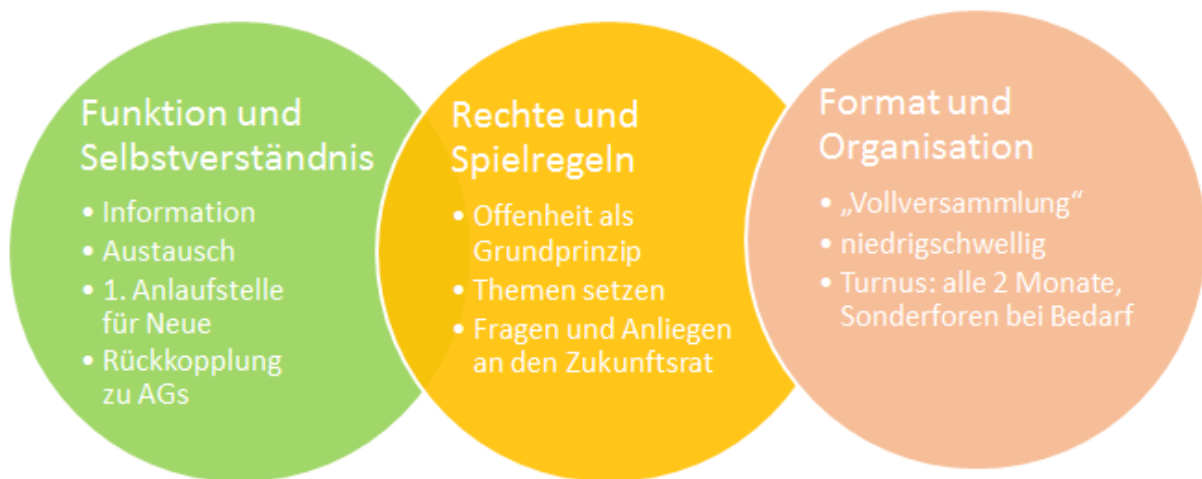 Funktion und
Selbstverständnis
• Information
• Austausch
• 1. Anlaufstelle
für Neue
• Rückkopplung
zu AGs
Rechte und
Spielregeln
• Offenheit als
Grundprinzip
• Themen setzen
• Fragen und Anliegen
an den Zukunftsrat
Format und
Organisation
• „Vollversammlung“
• niedrigschwellig
• Turnus: alle 2 Monate,
Sonderforen bei Bedarf